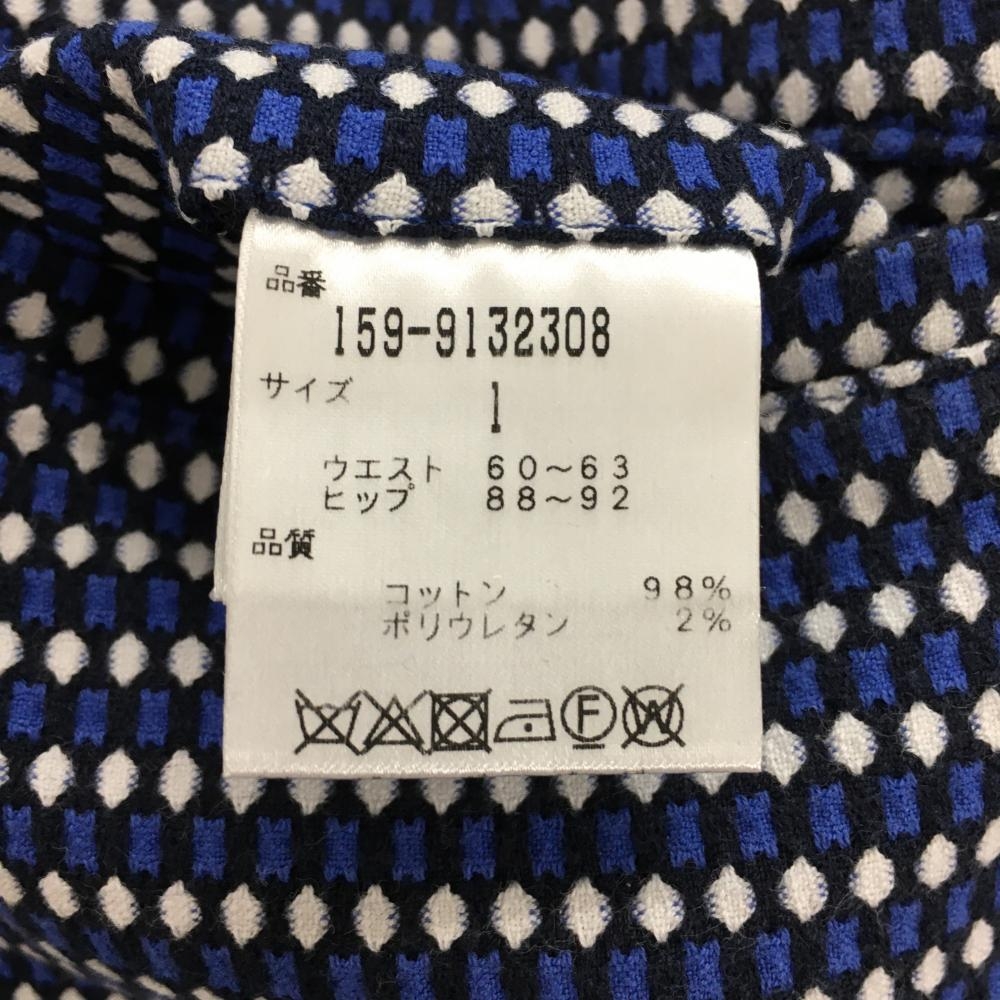 品番
159-9132308
サイズ
1
ウエスト 60～63
ヒップ 88～92
品質
コットン 98%
ポリウレタン 2%
F W